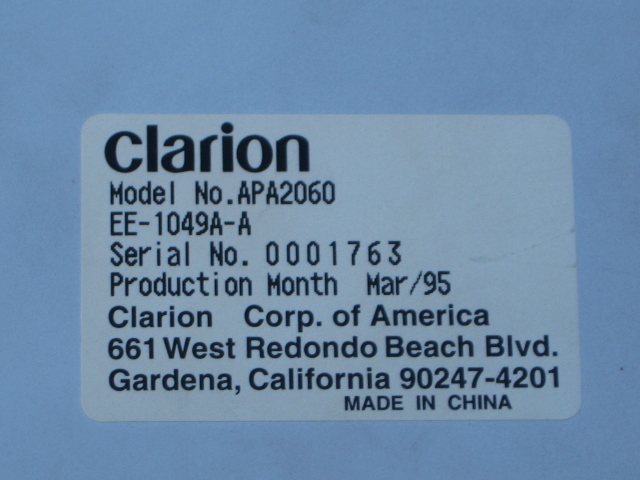 Clarion
Model No.APA2060
EE-1049A-A
Serial No. 0001763
Production Month Mar/95
Clarion Corp. of America
661 West Redondo Beach Blvd.
Gardena, California 90247-4201
MADE IN CHINA